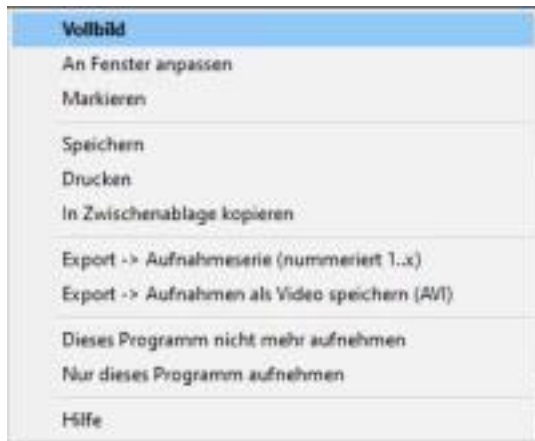 Vollbild
An Fenster anpassen
Markieren
Speichern
Drucken
In Zwischenablage kopieren
Export -> Aufnahmeserie (nummeriert 1..x)
Export -> Aufnahmen als Video speichern (AVI)
Dieses Programm nicht mehr aufnehmen
Nur dieses Programm aufnehmen
Hilfe